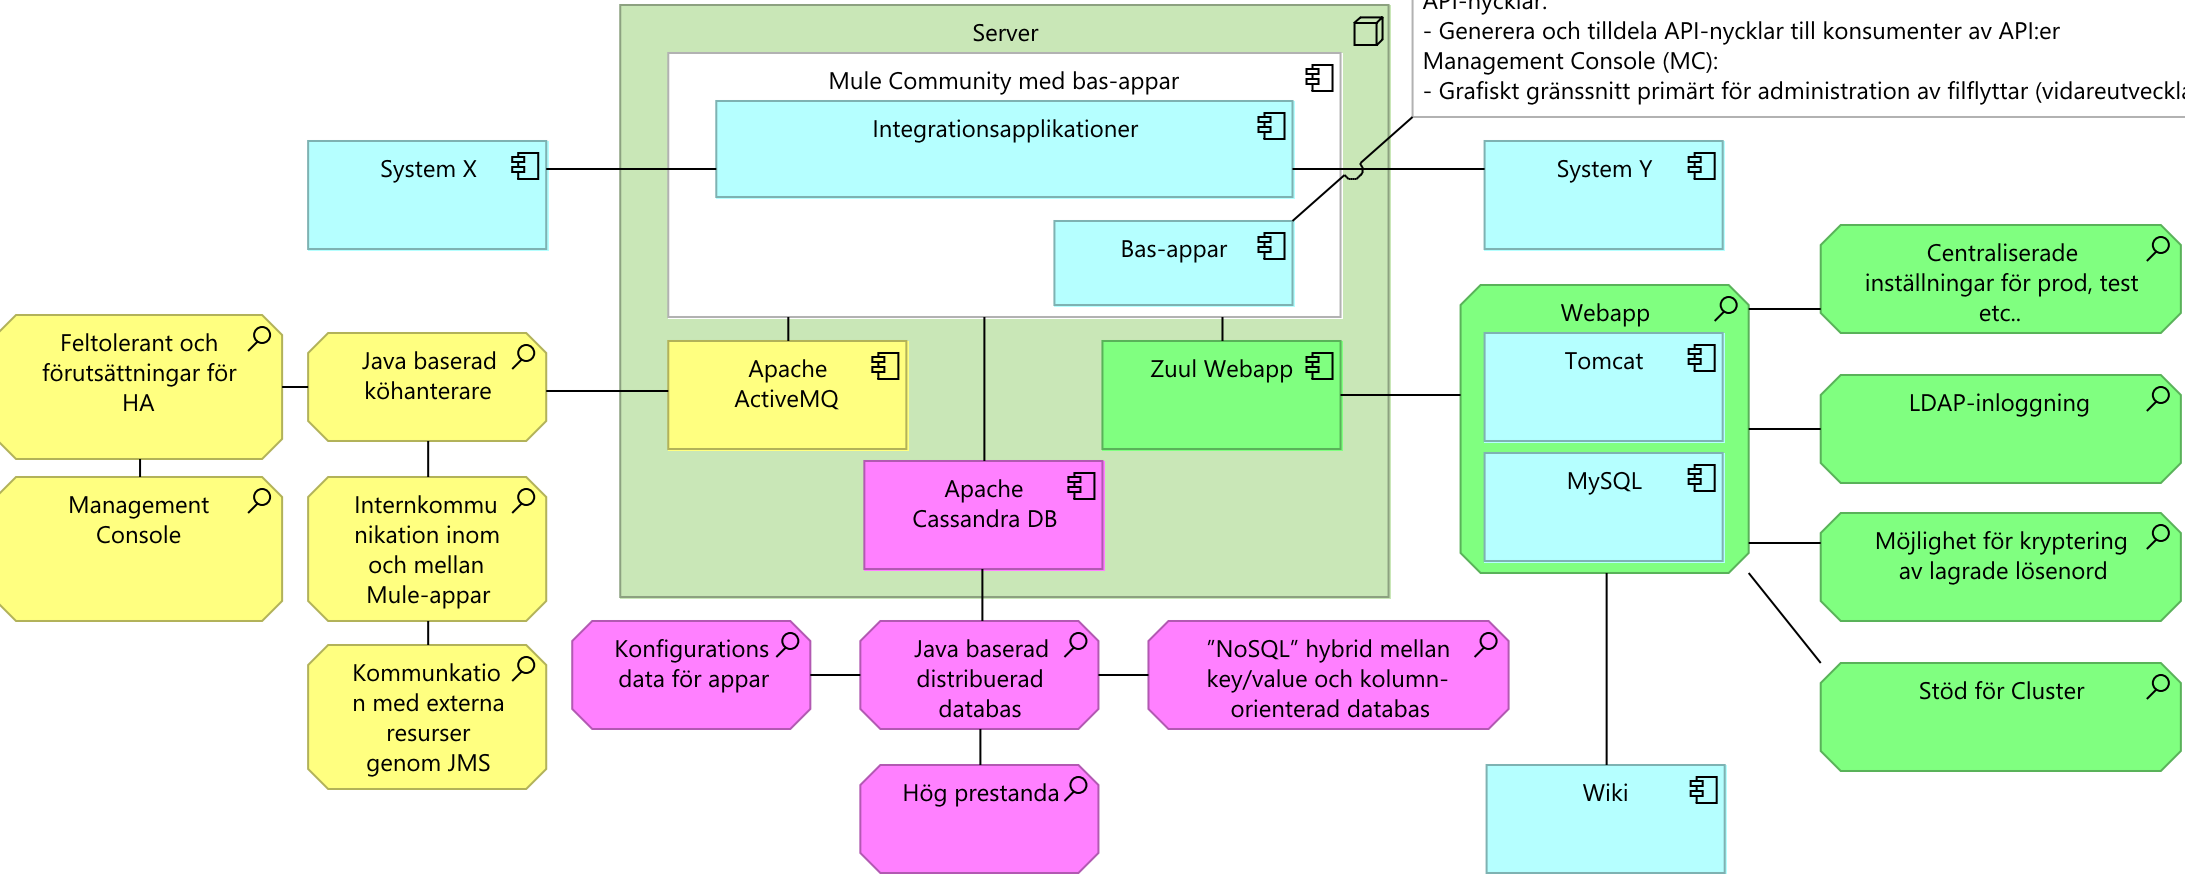 API-nycklar:
- Generera och tilldela API-nycklar till konsumenter av API:er
Management Console (MC):
- Grafiskt gränssnitt primärt för administration av filflyttar
Server
Mule Community med bas-appar
Integrationsapplikationer
System X
System Y
Bas-appar
Centraliserade
inställningar för prod, test
etc..
Webapp
Tomcat
MySQL
Feltolerant och
förutsättningar för
HA
Java baserad
köhanterare
Apache
ActiveMQ
Zuul Webapp
LDAP-inloggning
Management
Console
Internkommu
nikation inom
och mellan
Mule-appar
Apache
Cassandra DB
Möjlighet för kryptering
av lagrade lösenord
Konfigurations
data för appar
Java baserad
distribuerad
databas
”NoSQL” hybrid mellan
key/value och kolumn-
orienterad databas
Kommunkatio
n med externa
resurser
genom JMS
Stöd för Cluster
Hög prestanda
Wiki